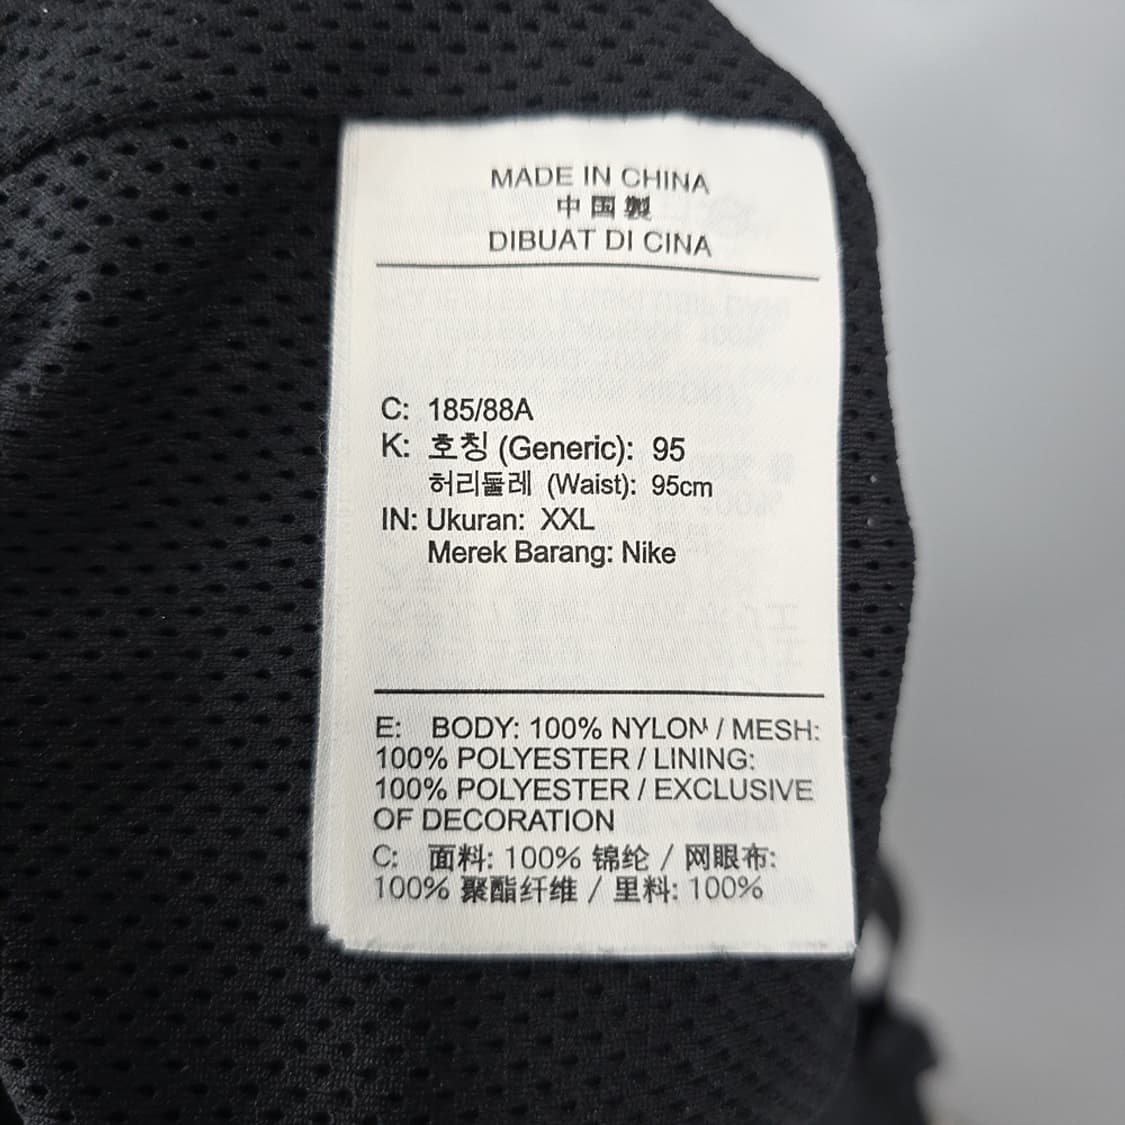 MADE IN CHINA
中国製
DIBUAT DI CINA
C: 185/88A
K: 호칭 (Generic): 95
허리둘레 (Waist): 95cm
IN: Ukuran: XXL
Merek Barang: Nike
E: BODY: 100% NYLON / MESH:
100% POLYESTER / LINING:
100% POLYESTER / EXCLUSIVE
OF DECORATION
C: 面料: 100% 锦纶 / 网眼布:
100% 聚酯纤维 / 里料: 100%